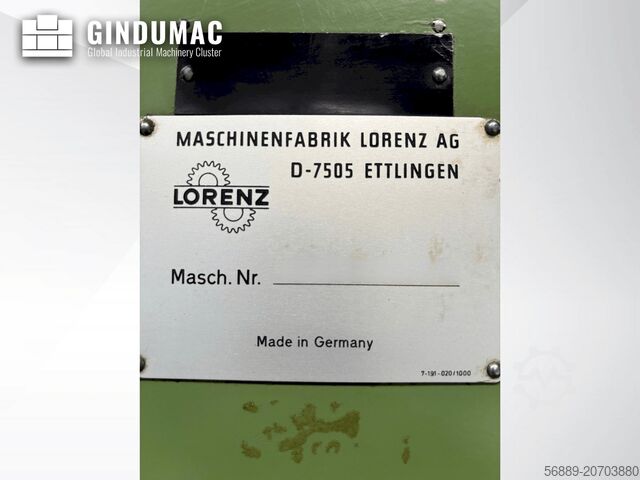 GINDUMAC
Global Industrial Machinery Cluster
MASCHINENFABRIK LORENZ AG
D-7505 ETTLINGEN
LORENZ
Masch. Nr.
Made in Germany
7-191-020/1000
56889-20703880